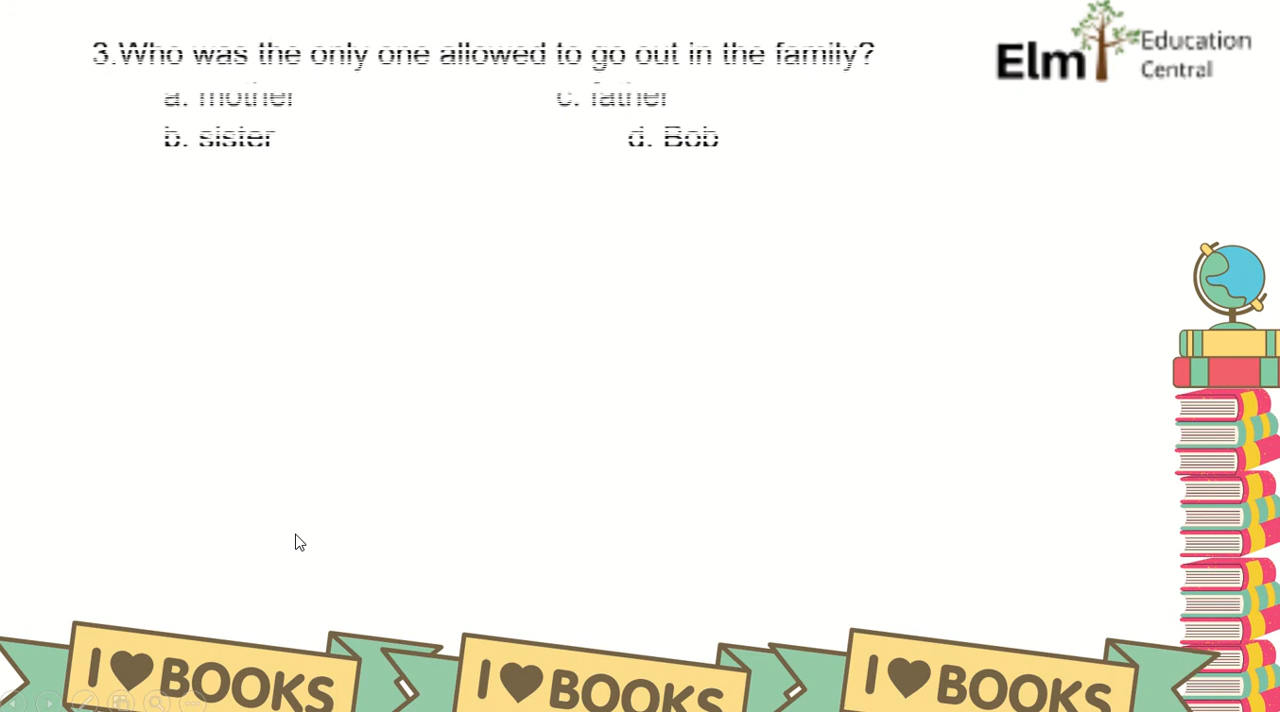 3.Who was the only one allowed to go out in the family?
a. mother c. father
b. sister d. Bob
Elm Education Central
I BOOKS
I BOOKS
I BOOKS